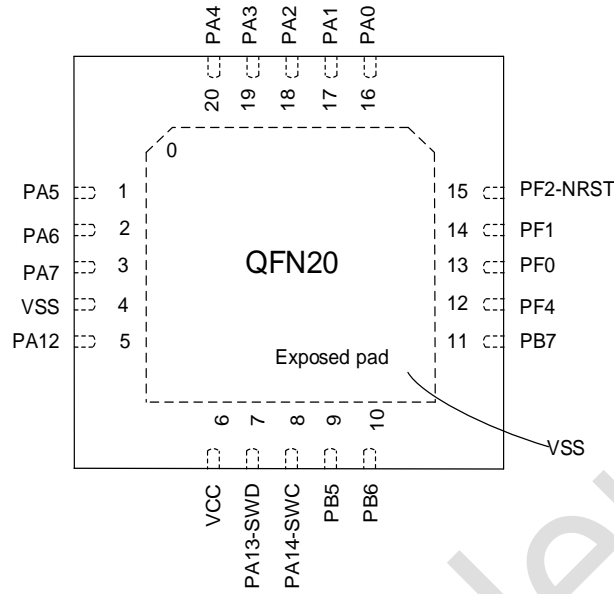 PA4 PA3 PA2 PA1 PA0
20 19 18 17 16
0
PA5 1
PA6 2
PA7 3
VSS 4
PA12 5
QFN20
Exposed pad
15 PF2-NRST
14 PF1
13 PF0
12 PF4
11 PB7
VSS
6 7 8 9 10
VCC PA13-SWD PA14-SWC PB5 PB6